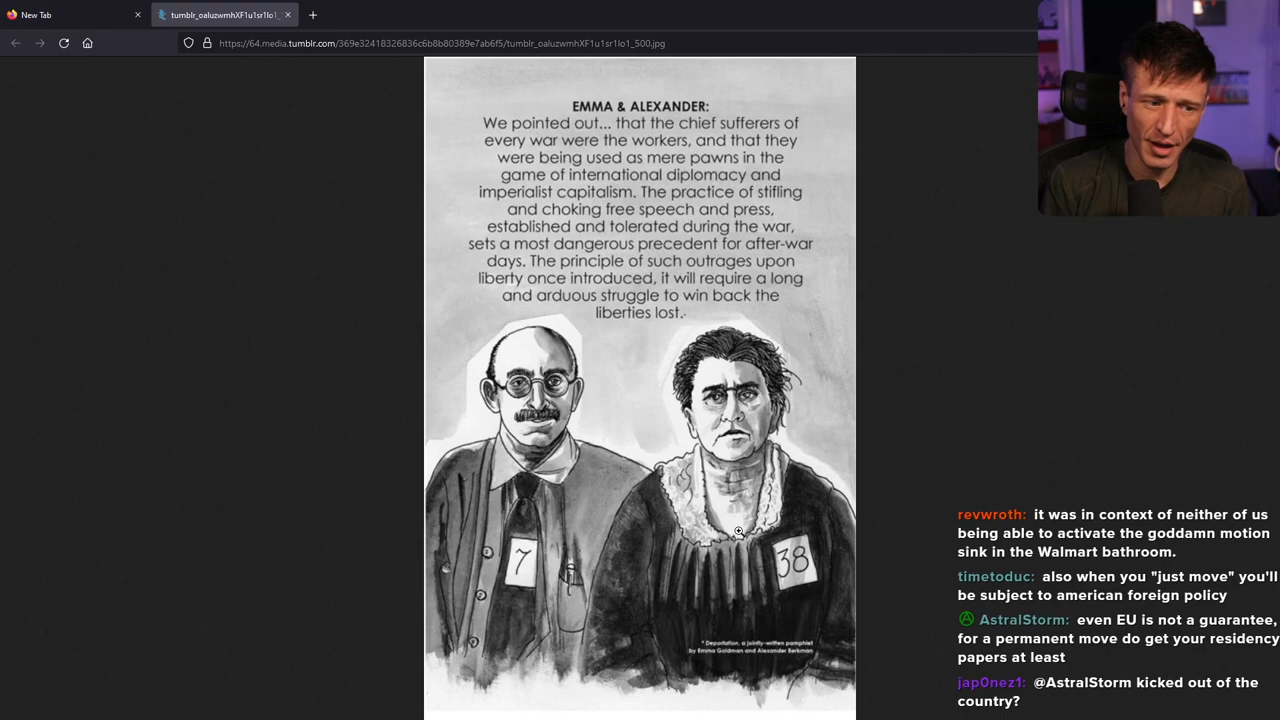 New Tab
tumblr_oaluzwmhXF1u1sr1lo1_
https://64.media.tumblr.com/369e32418326836c6b8b80389e7ab6f5/tumblr_oaluzwmhXF1u1sr1lo1_500.jpg
EMMA & ALEXANDER:
We pointed out... that the chief sufferers of
every war were the workers, and that they
were being used as mere pawns in the
game of international diplomacy and
imperialist capitalism. The practice of stifling
and choking free speech and press,
established and tolerated during the war,
sets a most dangerous precedent for after-war
days. The principle of such outrages upon
liberty once introduced, it will require a long
and arduous struggle to win back the
liberties lost.
7
38
* Deportation, a jointly-written pamphlet
by Emma Goldman and Alexander Berkman
revwroth: it was in context of neither of us
being able to activate the goddamn motion
sink in the Walmart bathroom.
timetoduc: also when you "just move" you'll
be subject to american foreign policy
AstralStorm: even EU is not a guarantee,
for a permanent move do get your residency
papers at least
jap0nez1: @AstralStorm kicked out of the
country?